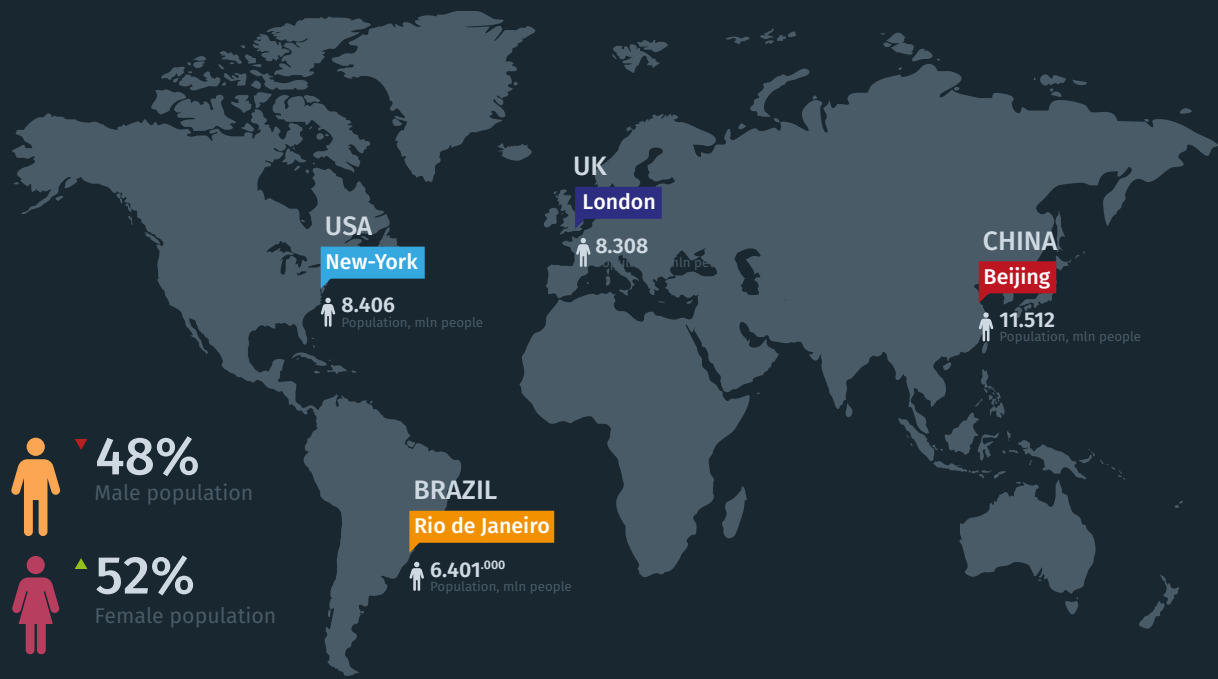 UK
London
8.308
USA
New-York
8.406
Population, mln people
CHINA
Beijing
11.512
Population, mln people
48%
Male population
BRAZIL
Rio de Janeiro
6.401.000
Population, mln people
52%
Female population